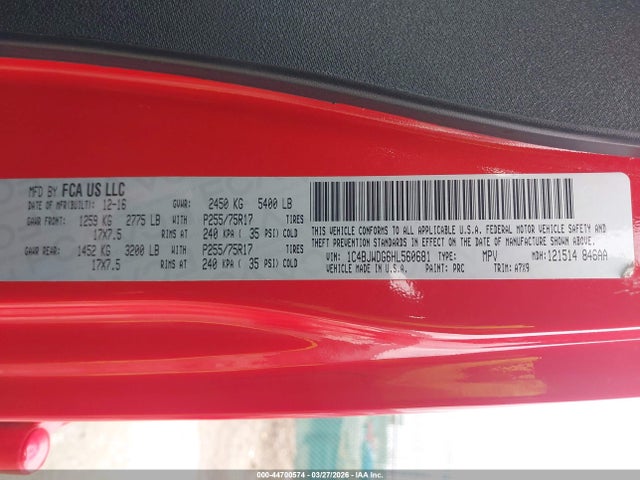 MFD BY FCA US LLC
DATE OF MFR(BUILT): 12-16 GVWR: 2450 KG 5400 LB
GAWR FRONT: 1259 KG 2775 LB WITH P255/75R17 TIRES
17X7.5 RIMS AT 240 KPA ( 35 PSI) COLD
GAWR REAR: 1452 KG 3200 LB WITH P255/75R17 TIRES
17X7.5 RIMS AT 240 KPA ( 35 PSI) COLD
THIS VEHICLE CONFORMS TO ALL APPLICABLE U.S.A. FEDERAL MOTOR VEHICLE SAFETY, BUMPER AND
THEFT PREVENTION STANDARDS IN EFFECT ON THE DATE OF MANUFACTURE SHOWN ABOVE.
VIN: 1C4BJWDG6HL560681 TYPE: MPV MDH: 121514 846AA
PAINT: PRC TRIM: A7X9
000-44700574 | 03/27/2026 | IAA Inc.